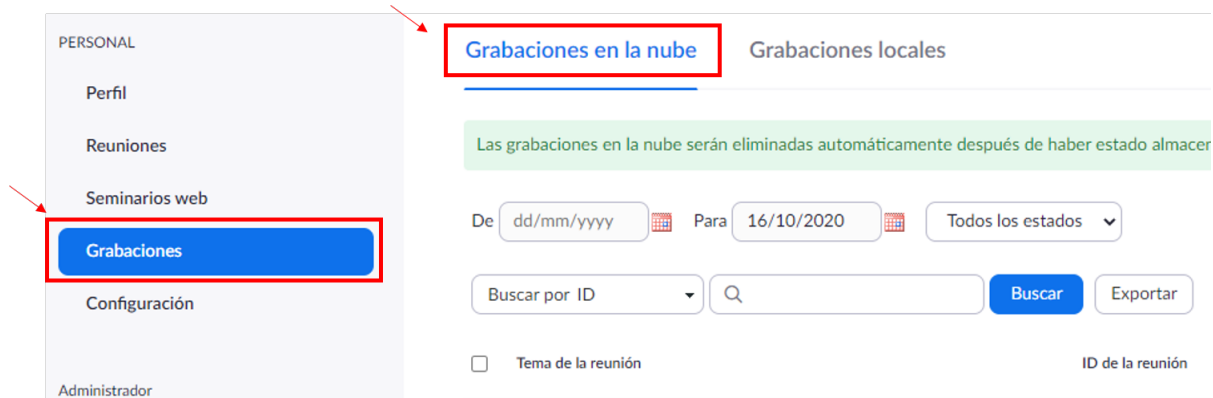 PERSONAL
Perfil
Reuniones
Seminarios web
Grabaciones
Configuración
Administrador
Grabaciones en la nube Grabaciones locales
Las grabaciones en la nube serán eliminadas automáticamente después de haber estado almacen
De dd/mm/yyyy Para 16/10/2020 Todos los estados
Buscar por ID Buscar Exportar
Tema de la reunión ID de la reunión